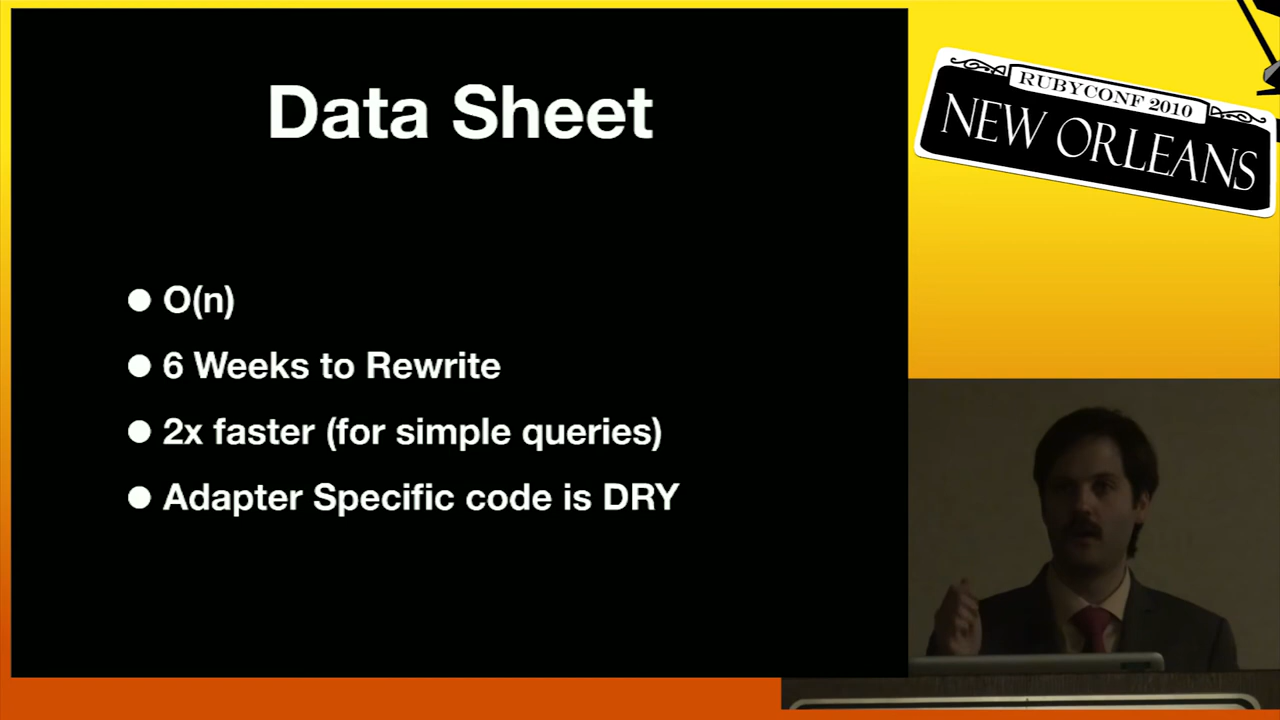 Data Sheet
O(n)
6 Weeks to Rewrite
2x faster (for simple queries)
Adapter Specific code is DRY
RUBYCONF 2010
NEW ORLEANS